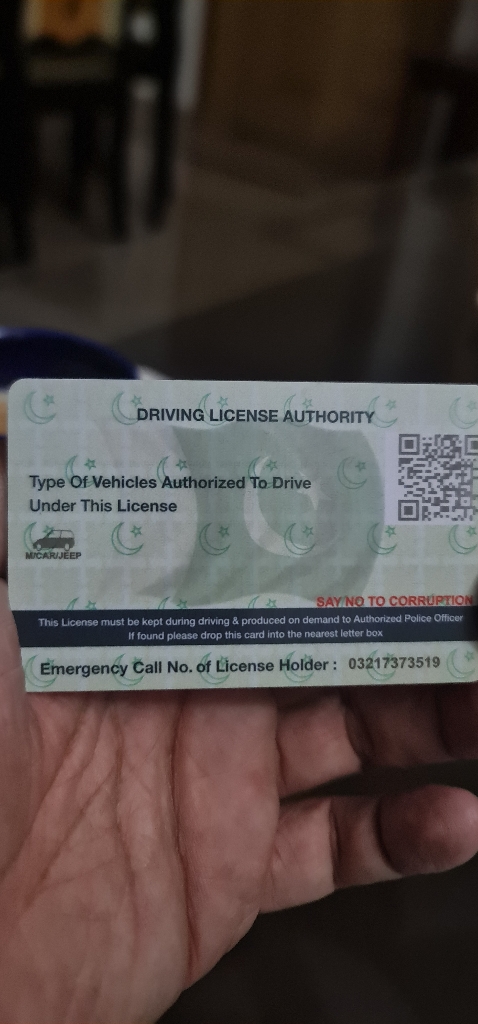 DRIVING LICENSE AUTHORITY
Type Of Vehicles Authorized To Drive
Under This License
M/CAR/JEEP
SAY NO TO CORRUPTION
This License must be kept during driving & produced on demand to Authorized Police Officer
If found please drop this card into the nearest letter box
Emergency Call No. of License Holder : 03217373519